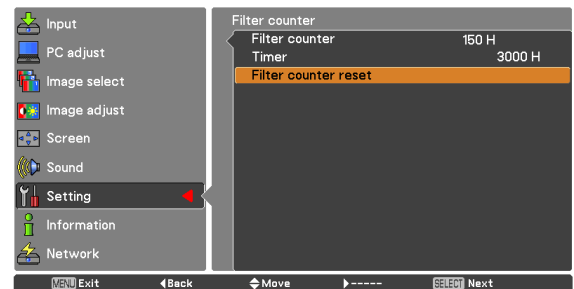 Input
PC adjust
Image select
Image adjust
Screen
Sound
Setting
Information
Network
Filter counter
Filter counter 150 H
Timer 3000 H
Filter counter reset
MENU Exit Back Move ----- SELECT Next